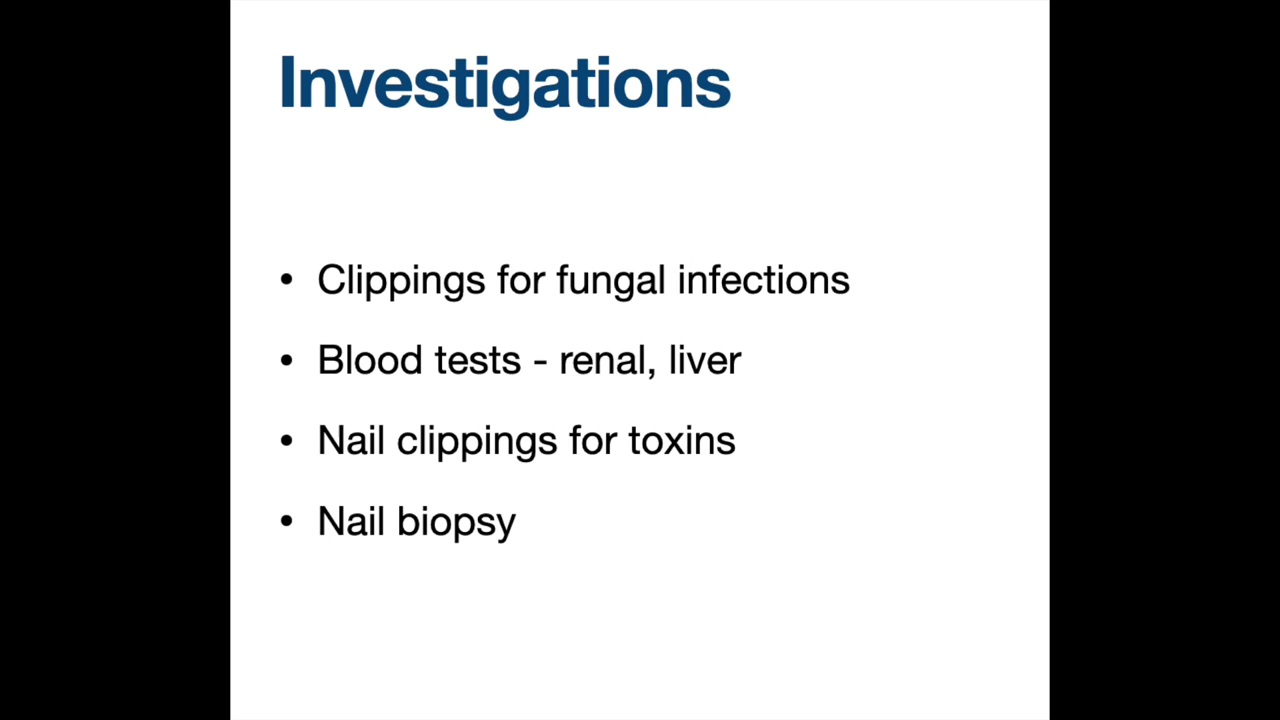 Investigations
• Clippings for fungal infections
• Blood tests - renal, liver
• Nail clippings for toxins
• Nail biopsy